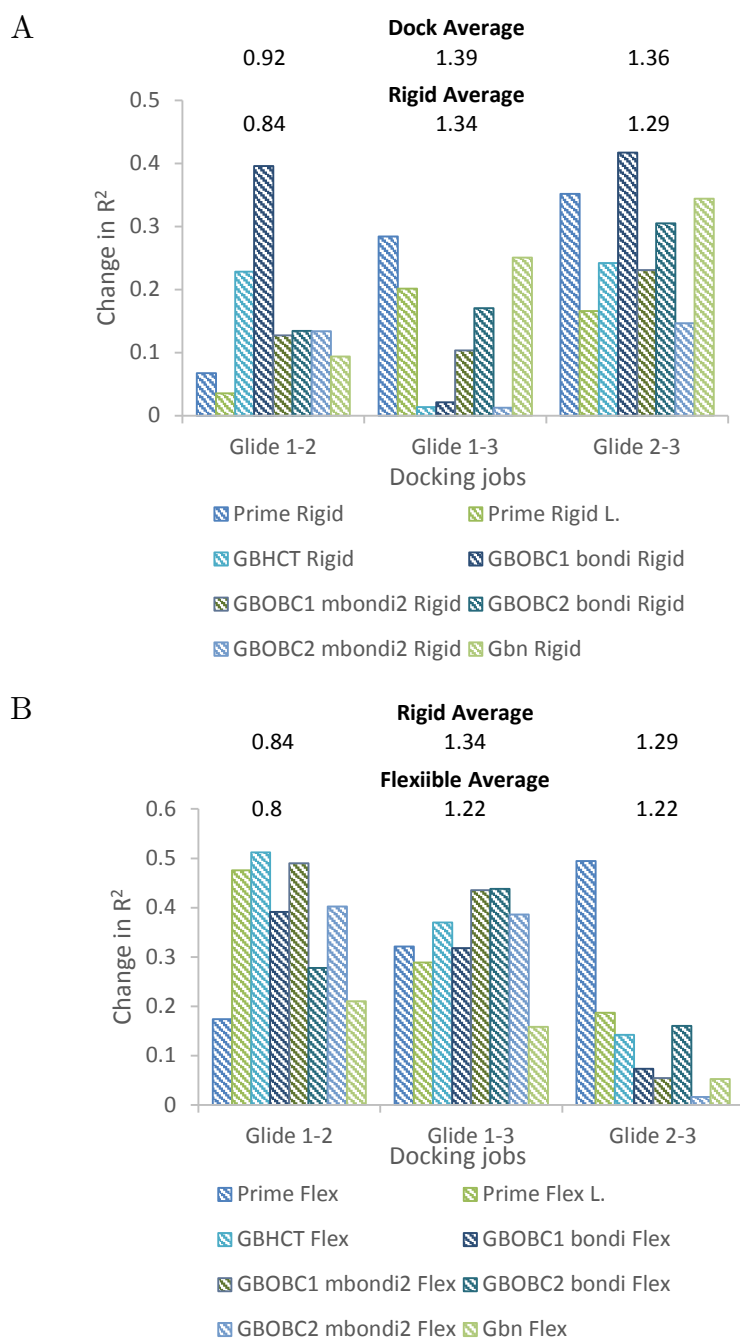 A
Dock Average
0.92 1.39 1.36
Rigid Average
0.84 1.34 1.29
0.5
0.4
0.3
0.2
0.1
0
Change in R²
Glide 1-2 Glide 1-3 Glide 2-3
Docking jobs
Prime Rigid Prime Rigid L.
GBHCT Rigid GBOBC1 bondi Rigid
GBOBC1 mbondi2 Rigid GBOBC2 bondi Rigid
GBOBC2 mbondi2 Rigid Gbn Rigid
B
Rigid Average
0.84 1.34 1.29
Flexiible Average
0.8 1.22 1.22
0.6
0.5
0.4
0.3
0.2
0.1
0
Change in R²
Glide 1-2 Glide 1-3 Glide 2-3
Docking jobs
Prime Flex Prime Flex L.
GBHCT Flex GBOBC1 bondi Flex
GBOBC1 mbondi2 Flex GBOBC2 bondi Flex
GBOBC2 mbondi2 Flex Gbn Flex